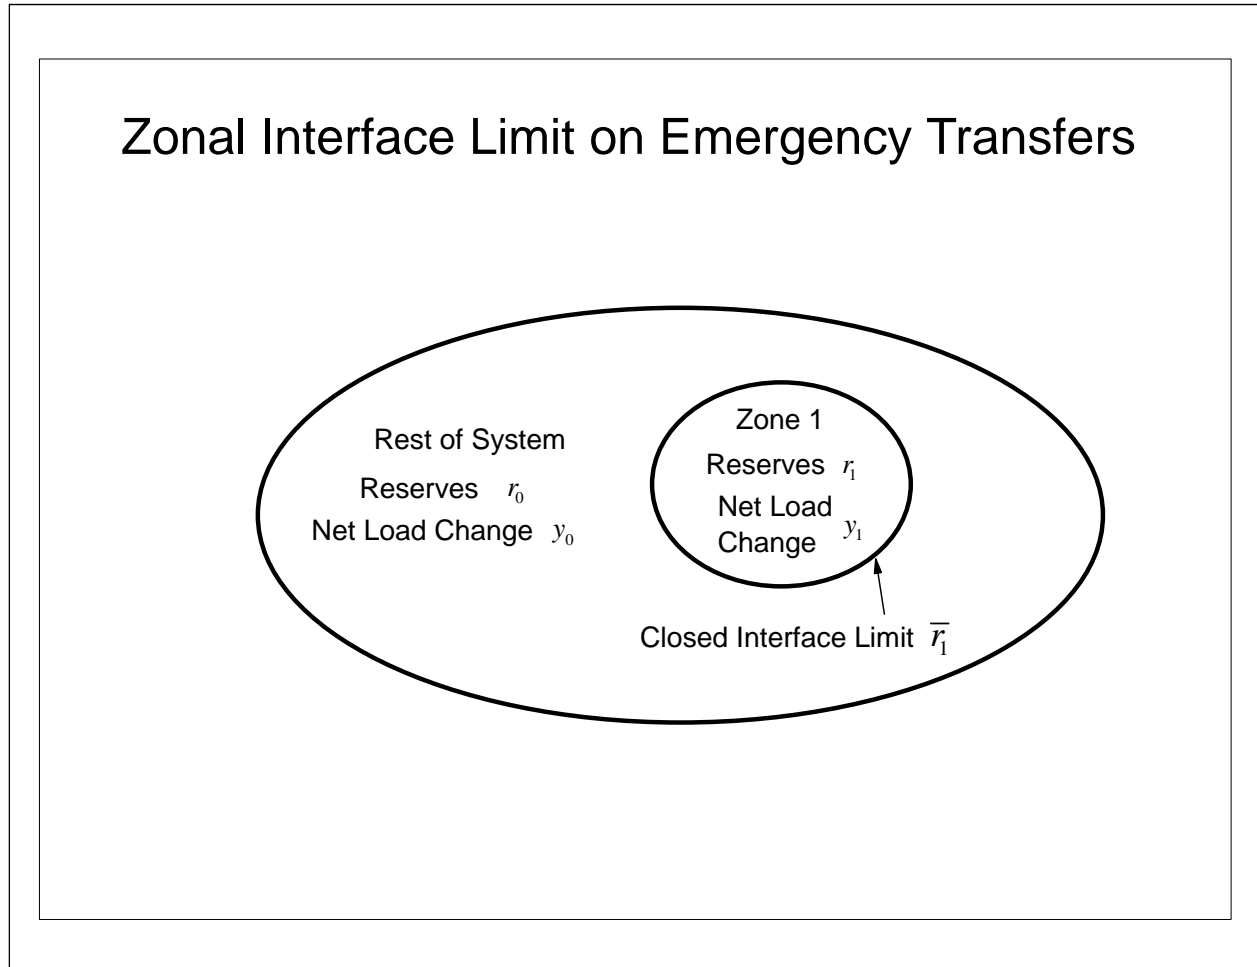 Zonal Interface Limit on Emergency Transfers
Rest of System
Reserves r₀
Net Load Change y₀
Zone 1
Reserves r₁
Net Load
Change y₁
Closed Interface Limit r̅₁